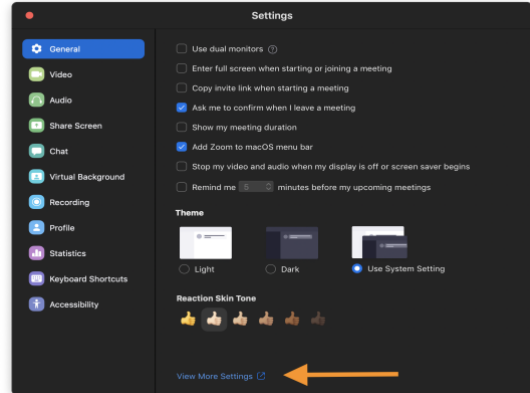 Settings
General
Video
Audio
Share Screen
Chat
Virtual Background
Recording
Profile
Statistics
Keyboard Shortcuts
Accessibility
Use dual monitors ?
Enter full screen when starting or joining a meeting
Copy invite link when starting a meeting
Ask me to confirm when I leave a meeting
Show my meeting duration
Add Zoom to macOS menu bar
Stop my video and audio when my display is off or screen saver begins
Remind me 5 minutes before my upcoming meetings
Theme
Light Dark Use System Setting
Reaction Skin Tone
View More Settings